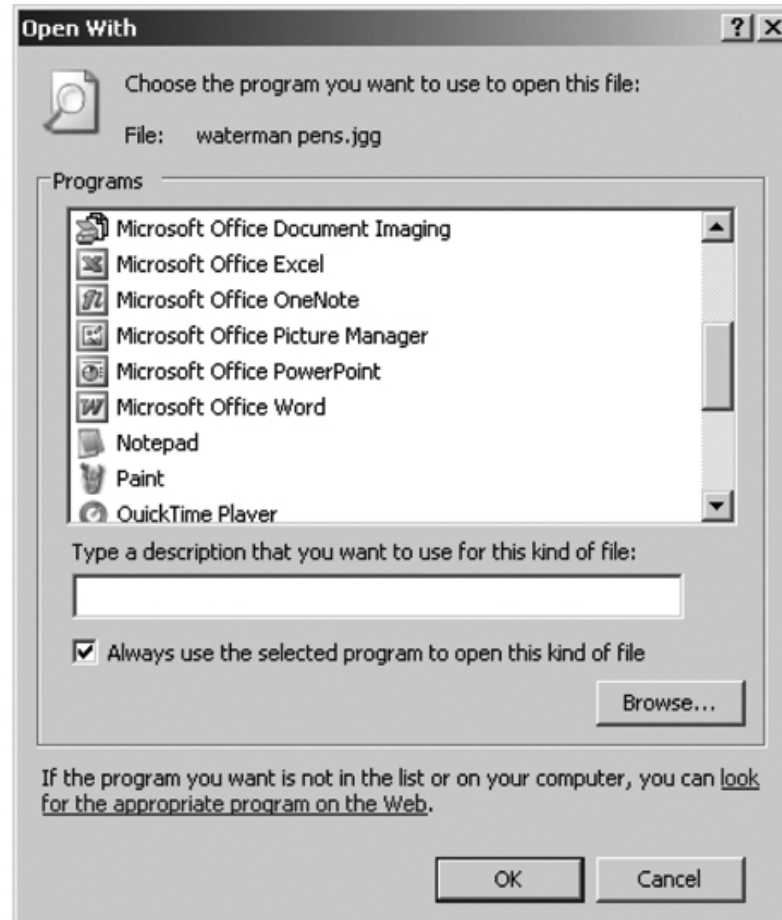 Open With
Choose the program you want to use to open this file:
File: waterman pens.jgg
Programs
Microsoft Office Document Imaging
Microsoft Office Excel
Microsoft Office OneNote
Microsoft Office Picture Manager
Microsoft Office PowerPoint
Microsoft Office Word
Notepad
Paint
QuickTime Player
Type a description that you want to use for this kind of file:
Always use the selected program to open this kind of file
Browse...
If the program you want is not in the list or on your computer, you can look
for the appropriate program on the Web.
OK Cancel